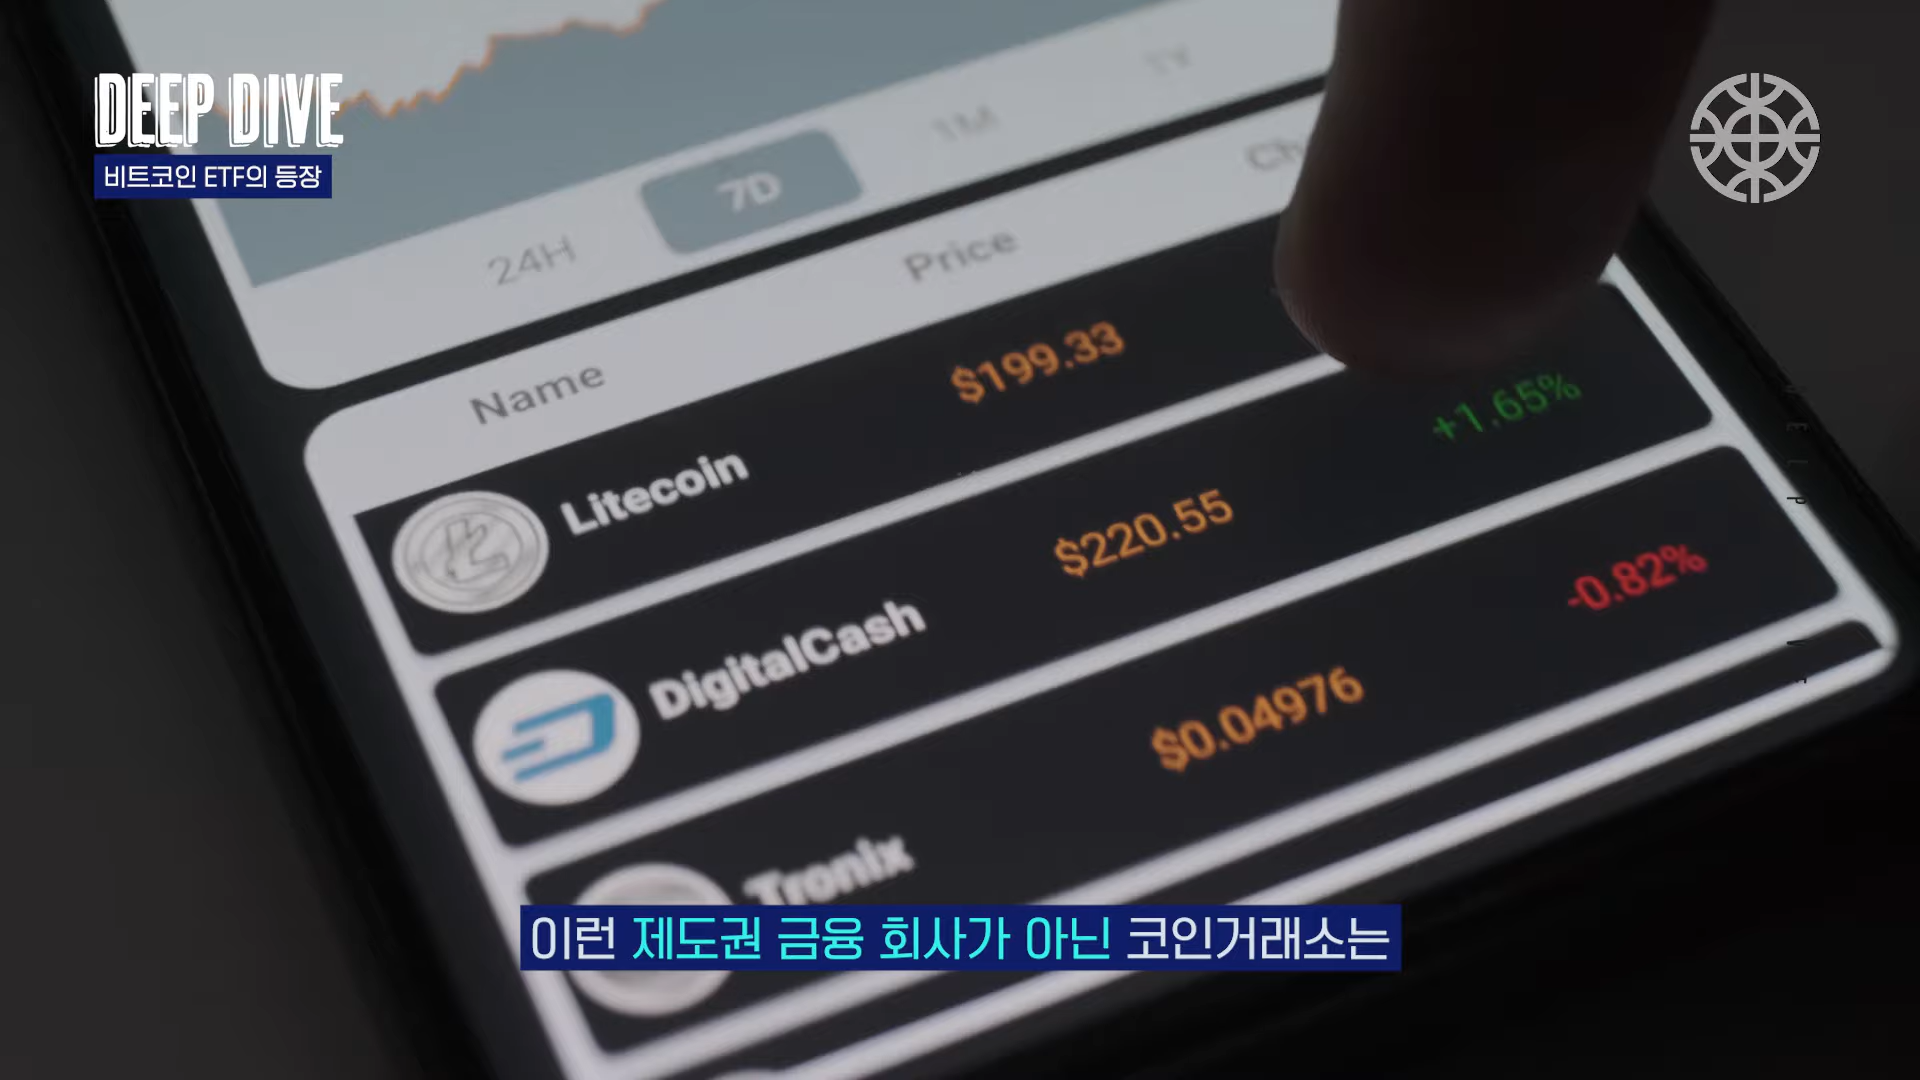 DEEP DIVE
비트코인 ETF의 등장
24H
7D
1M
1Y
Name
Price
Ch
Litecoin
$199.33
DigitalCash
$220.55
+1.65%
Tronix
$0.04976
-0.82%
이런 제도권 금융 회사가 아닌 코인거래소는